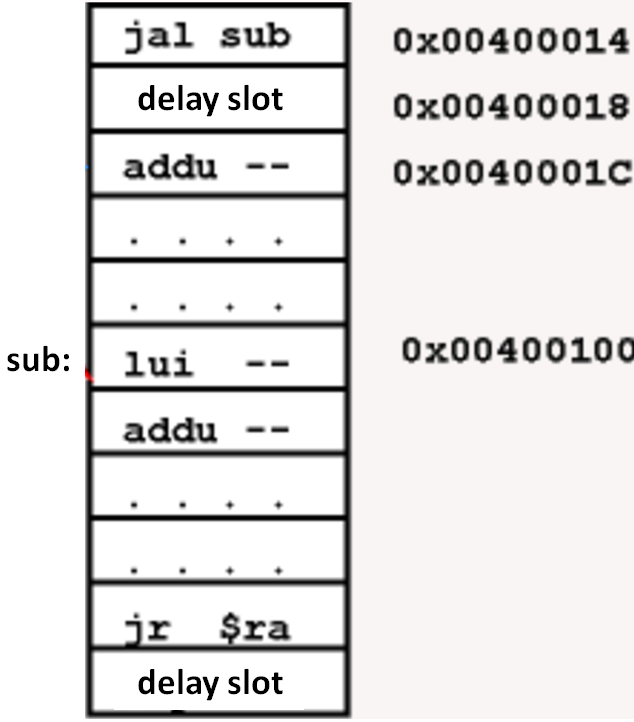 jal sub 0x00400014
delay slot 0x00400018
addu -- 0x0040001C
. . . .
. . . .
sub: lui -- 0x00400100
addu --
. . . .
. . . .
jr $ra
delay slot